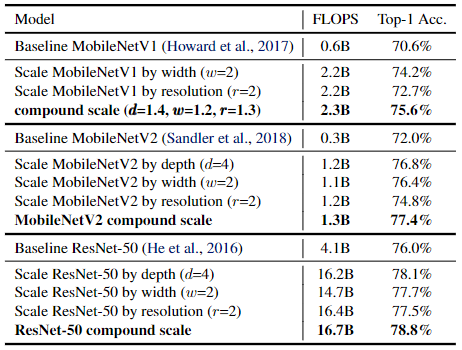 Model FLOPS Top-1 Acc.
Baseline MobileNetV1 (Howard et al., 2017) 0.6B 70.6%
Scale MobileNetV1 by width (w=2) 2.2B 74.2%
Scale MobileNetV1 by resolution (r=2) 2.2B 72.7%
compound scale (d=1.4, w=1.2, r=1.3) 2.3B 75.6%
Baseline MobileNetV2 (Sandler et al., 2018) 0.3B 72.0%
Scale MobileNetV2 by depth (d=4) 1.2B 76.8%
Scale MobileNetV2 by width (w=2) 1.1B 76.4%
Scale MobileNetV2 by resolution (r=2) 1.2B 74.8%
MobileNetV2 compound scale 1.3B 77.4%
Baseline ResNet-50 (He et al., 2016) 4.1B 76.0%
Scale ResNet-50 by depth (d=4) 16.2B 78.1%
Scale ResNet-50 by width (w=2) 14.7B 77.7%
Scale ResNet-50 by resolution (r=2) 16.4B 77.5%
ResNet-50 compound scale 16.7B 78.8%